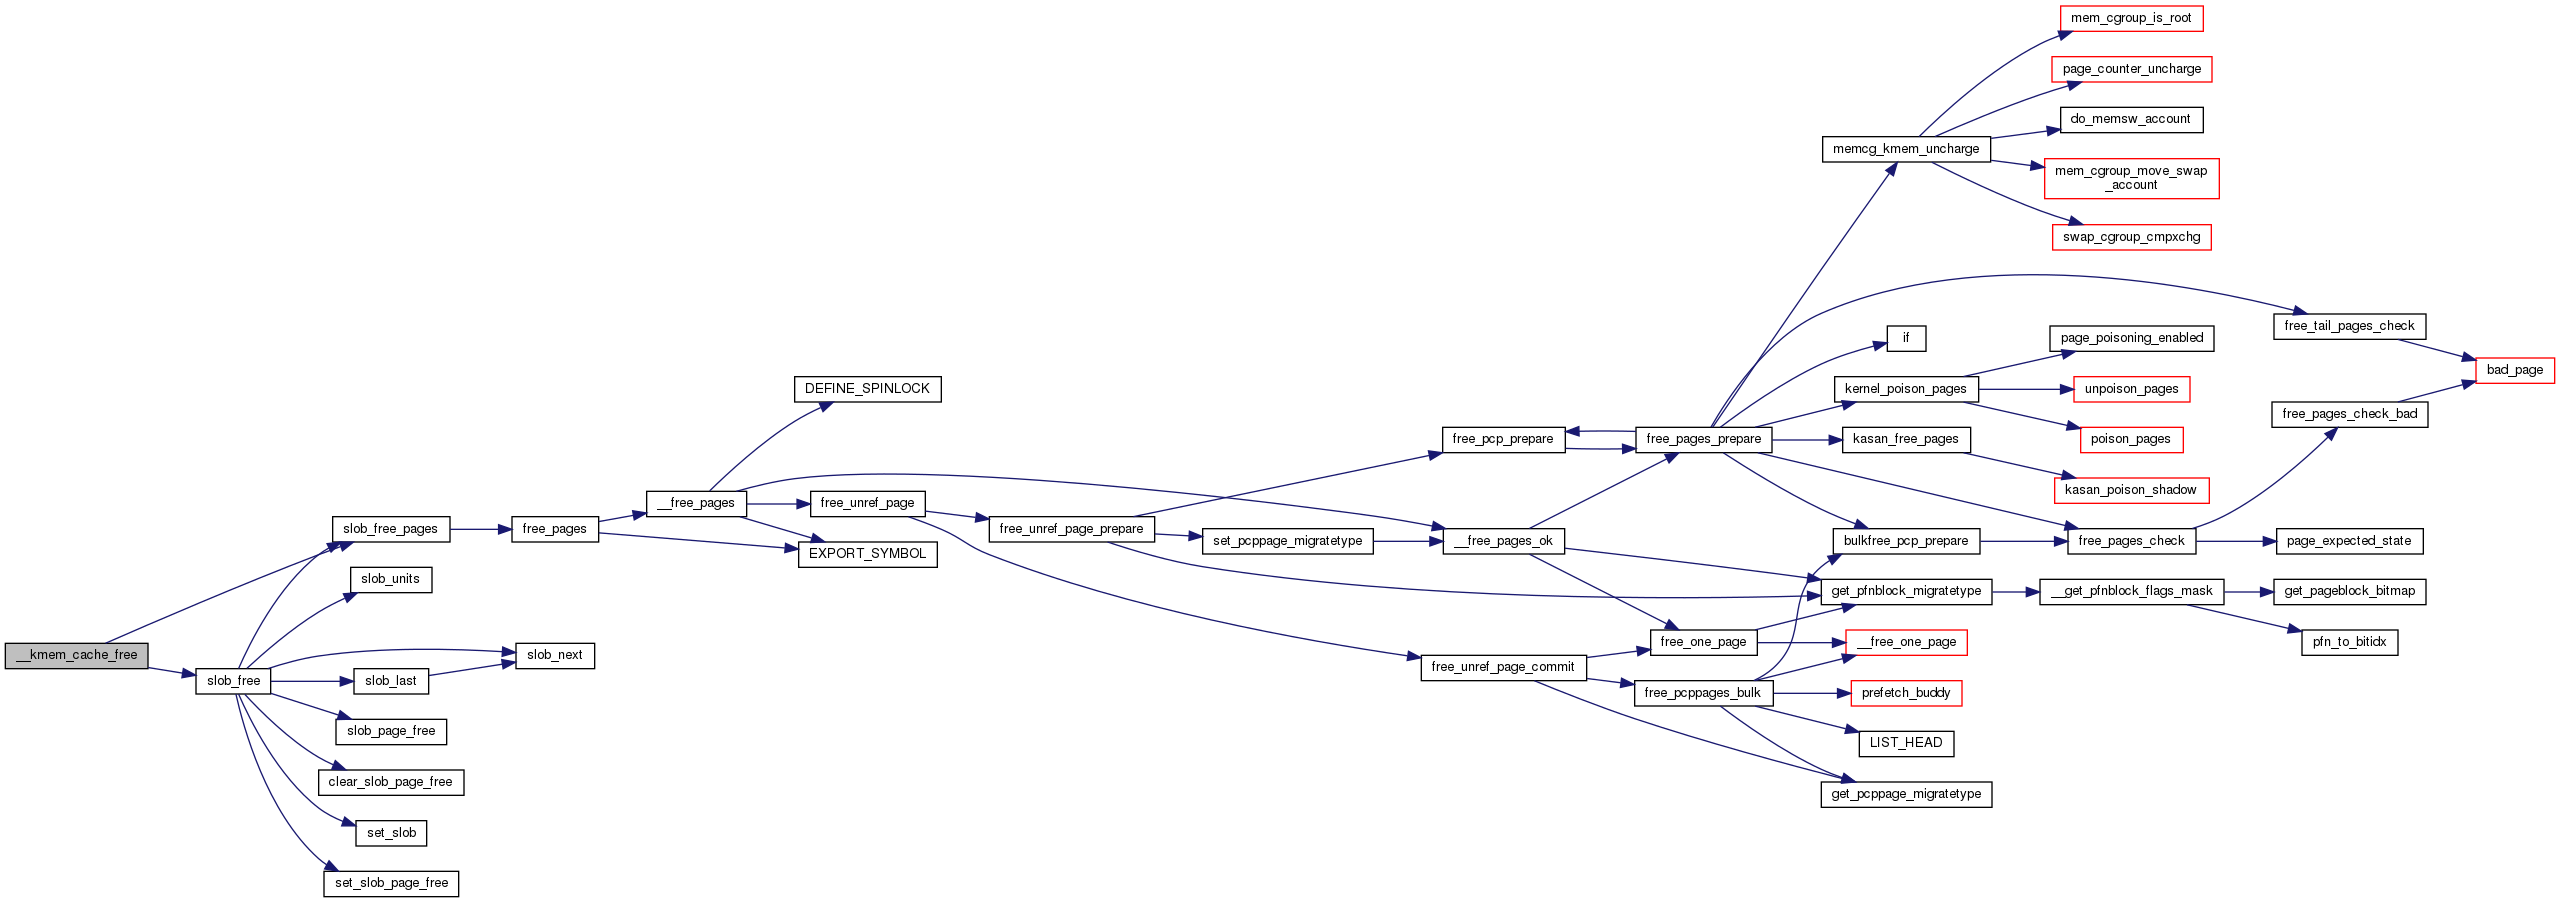 mem_cgroup_is_root
page_counter_uncharge
do_memsw_account
memcg_kmem_uncharge
mem_cgroup_move_swap
_account
swap_cgroup_cmpxchg
free_tail_pages_check
if
page_poisoning_enabled
bad_page
DEFINE_SPINLOCK
kernel_poison_pages
unpoison_pages
free_pages_check_bad
free_pcp_prepare
free_pages_prepare
kasan_free_pages
poison_pages
kasan_poison_shadow
__free_pages
free_unref_page
slob_free_pages
free_pages
free_unref_page_prepare
set_pcppage_migratetype
__free_pages_ok
bulkfree_pcp_prepare
free_pages_check
page_expected_state
EXPORT_SYMBOL
slob_units
get_pfnblock_migratetype
__get_pfnblock_flags_mask
get_pageblock_bitmap
free_one_page
__free_one_page
pfn_to_bitidx
__kmem_cache_free
slob_next
free_unref_page_commit
slob_free
slob_last
free_pcppages_bulk
prefetch_buddy
slob_page_free
LIST_HEAD
clear_slob_page_free
get_pcppage_migratetype
set_slob
set_slob_page_free